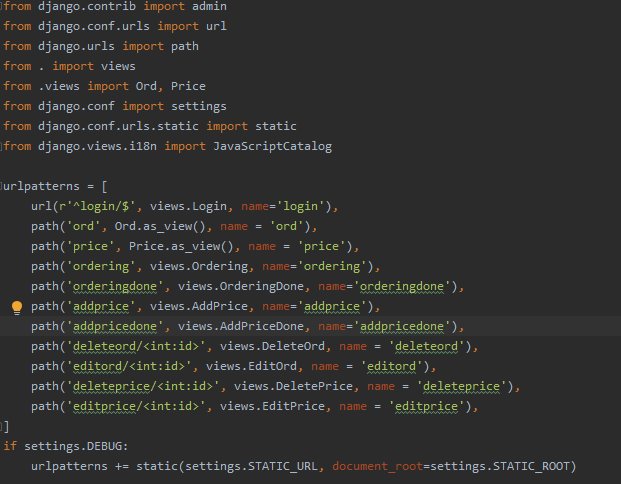 from django.contrib import admin
from django.conf.urls import url
from django.urls import path
from . import views
from .views import Ord, Price
from django.conf import settings
from django.conf.urls.static import static
from django.views.i18n import JavaScriptCatalog
urlpatterns = [
    url(r'^login/$', views.Login, name='login'),
    path('ord', Ord.as_view(), name = 'ord'),
    path('price', Price.as_view(), name = 'price'),
    path('ordering', views.Ordering, name='ordering'),
    path('orderingdone', views.OrderingDone, name='orderingdone'),
    path('addprice', views.AddPrice, name='addprice'),
    path('addpricedone', views.AddPriceDone, name='addpricedone'),
    path('deleteord/<int:id>', views.DeleteOrd, name = 'deleteord'),
    path('editord/<int:id>', views.EditOrd, name = 'editord'),
    path('deleteprice/<int:id>', views.DeletePrice, name = 'deleteprice'),
    path('editprice/<int:id>', views.EditPrice, name = 'editprice'),
]
if settings.DEBUG:
    urlpatterns += static(settings.STATIC_URL, document_root=settings.STATIC_ROOT)